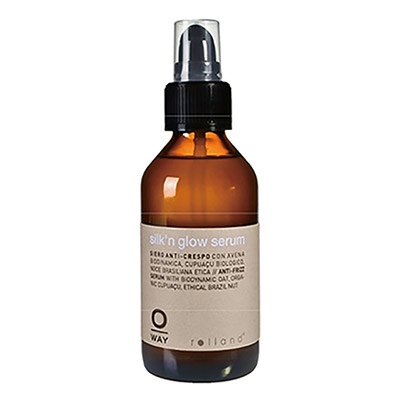 silk'n glow serum
SIERO ANTI-CRESPO CON AVENA
BIODINAMICA, CUPUAÇU BIOLOGICO,
NOCE BRASILIANA ETICA // ANTI-FRIZZ
SERUM WITH BIODYNAMIC OAT, ORGA-
NIC CUPUAÇU, ETHICAL BRAZIL NUT
O
WAY
rolland